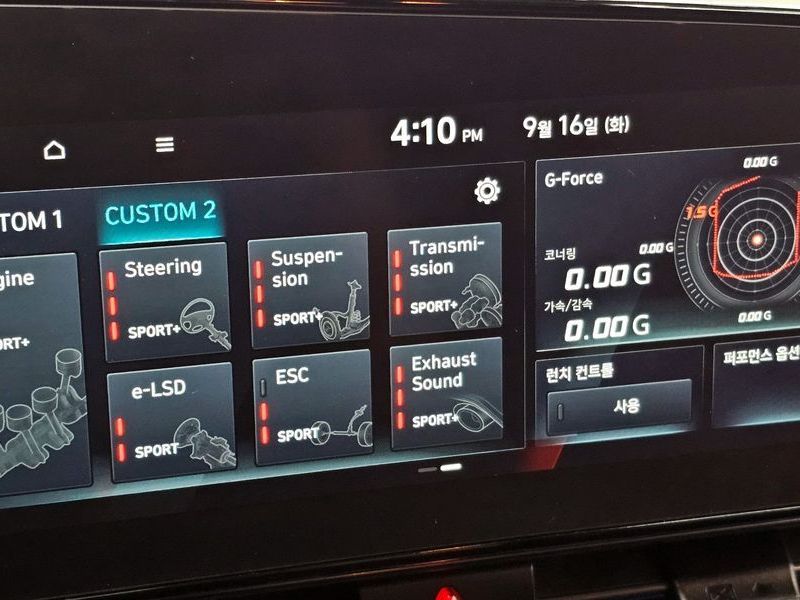 4:10 PM
9월 16일 (화)
TOM 1
CUSTOM 2
gine
ORT+
Steering
SPORT+
Suspen-
sion
SPORT+
Transmi-
ssion
SPORT+
e-LSD
SPORT
ESC
SPORT
Exhaust
Sound
SPORT+
G-Force
0.00 G
1.5G
코너링
0.00 G
0.00 G
가속/감속
0.00 G
0.00 G
런치 컨트롤
사용
퍼포먼스 옵션